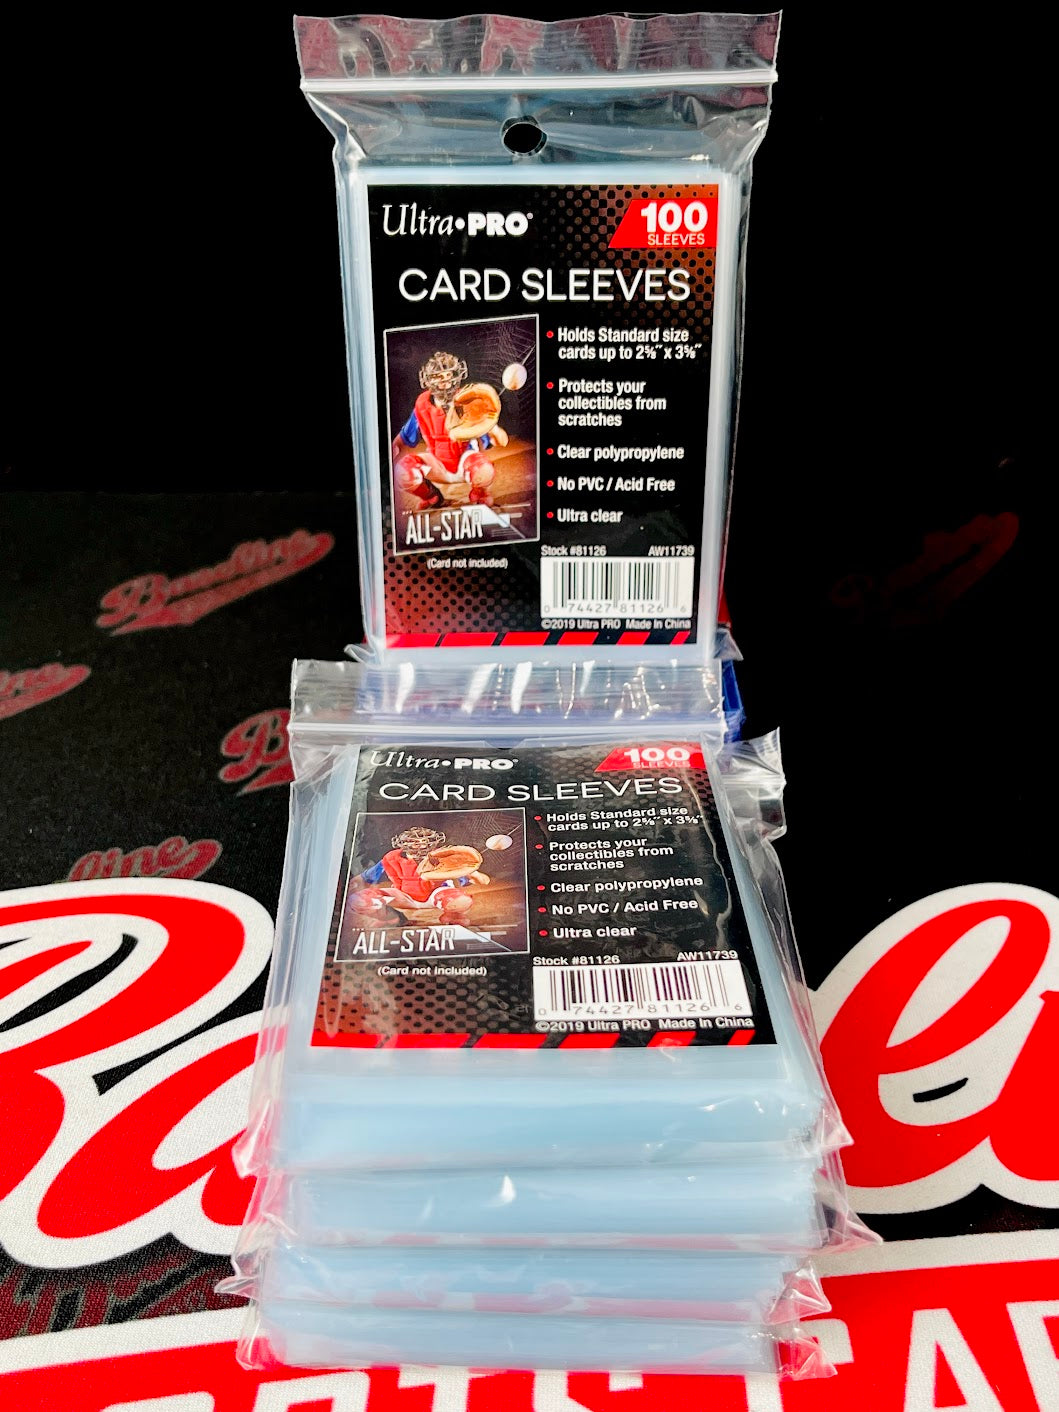 Ultra•PRO®
100
SLEEVES
CARD SLEEVES
• Holds Standard size
cards up to 2⅝″ x 3⅝″
• Protects your
collectibles from
scratches
• Clear polypropylene
• No PVC / Acid Free
• Ultra clear
ALL-STAR
(Card not included)
Stock #81126 AW11739
0 74427 81126 6
©2019 Ultra PRO Made In China
Ultra•PRO®
100
SLEEVES
CARD SLEEVES
• Holds Standard size
cards up to 2⅝″ x 3⅝″
• Protects your
collectibles from
scratches
• Clear polypropylene
• No PVC / Acid Free
• Ultra clear
ALL-STAR
(Card not included)
Stock #81126 AW11739
0 74427 81126 6
©2019 Ultra PRO Made In China